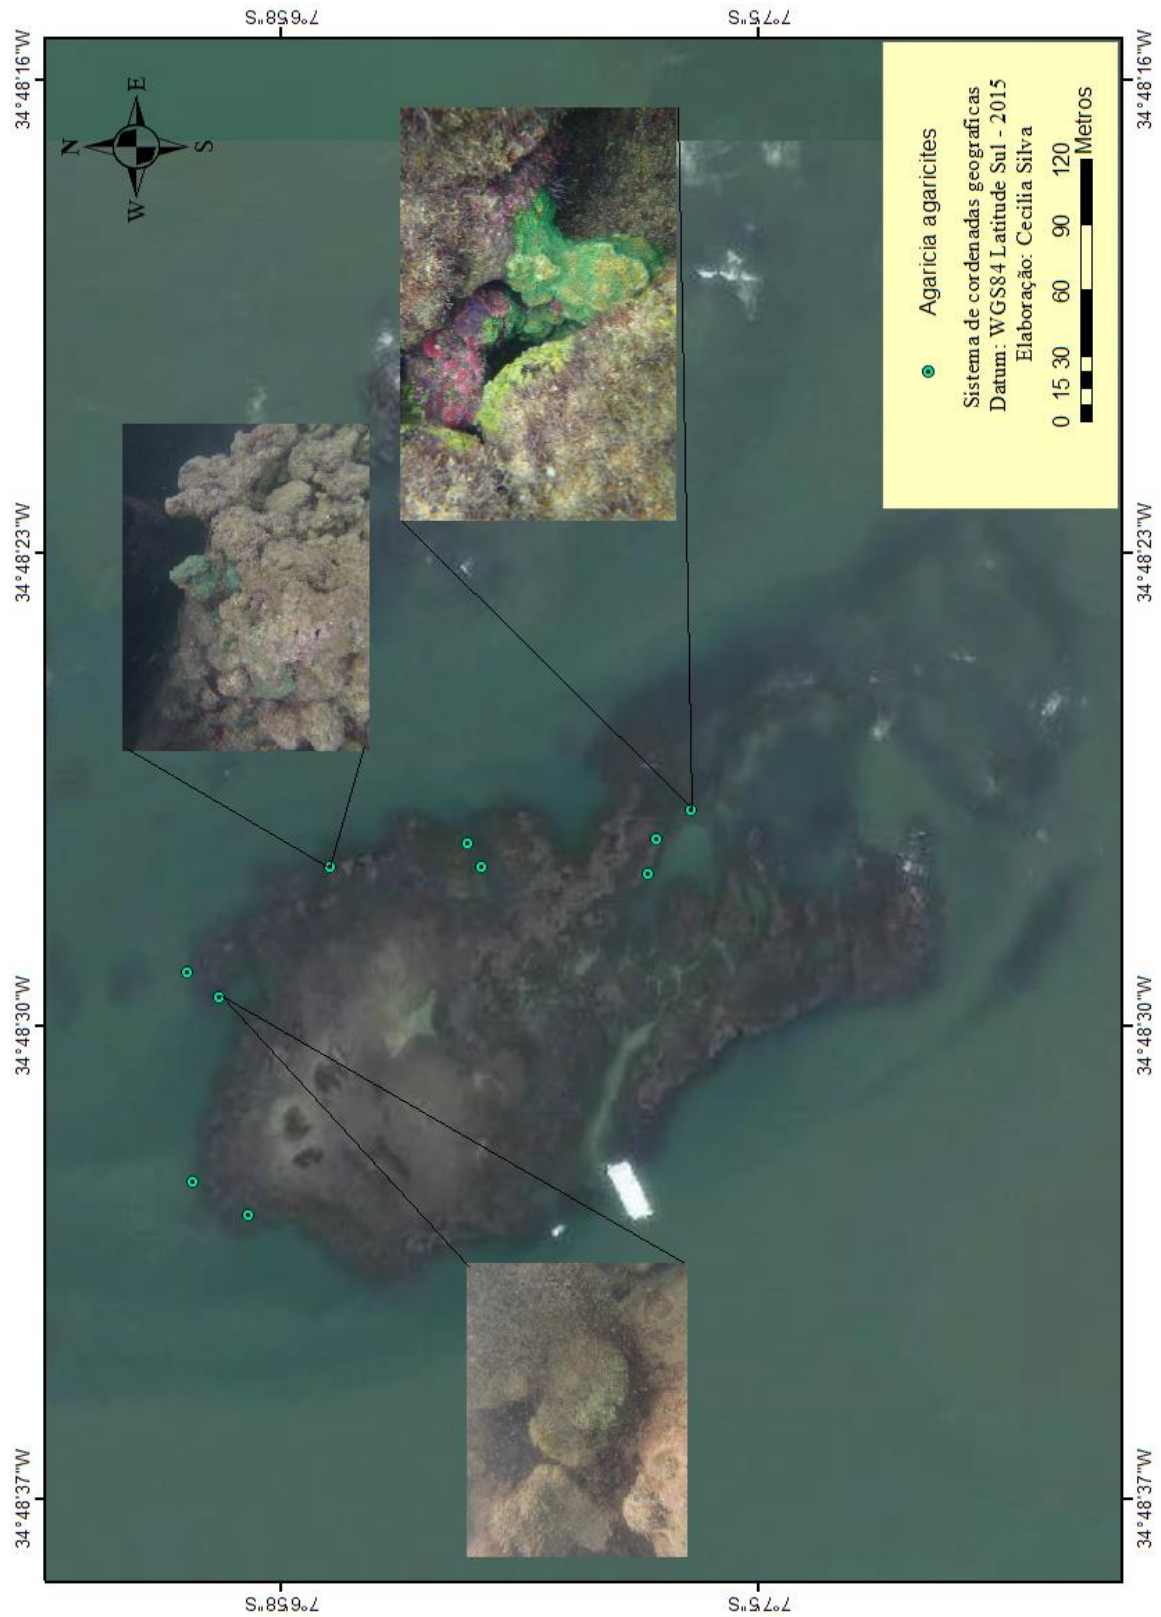 34°48'37"W
34°48'30"W
34°48'23"W
34°48'16"W
7°6'58"S
7°6'58"S
N
W
E
S
7°7'5"S
7°7'5"S
Agaricia agaricites
Sistema de cordenadas geograficas
Datum: WGS84 Latitude Sul - 2015
Elaboração: Cecilia Silva
0 15 30 60 90 120
Metros
34°48'37"W
34°48'30"W
34°48'23"W
34°48'16"W